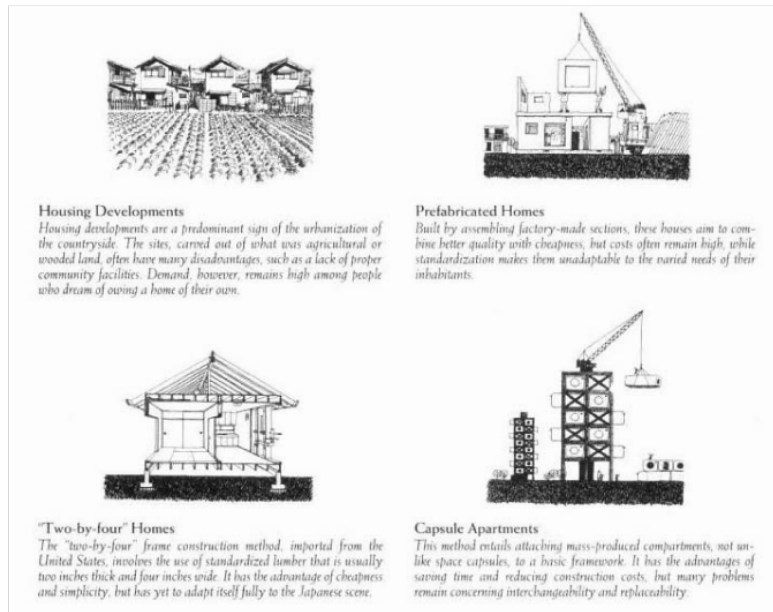 Housing Developments
Housing developments are a predominant sign of the urbanization of
the countryside. The sites, carved out of what was agricultural or
wooded land, often have many disadvantages, such as a lack of proper
community facilities. Demand, however, remains high among people
who dream of owing a home of their own.
Prefabricated Homes
Built by assembling factory-made sections, these houses aim to com-
bine better quality with cheapness, but costs often remain high, while
standardization makes them unadaptable to the varied needs of their
inhabitants.
"Two-by-four" Homes
The "two-by-four" frame construction method, imported from the
United States, involves the use of standardized lumber that is usually
two inches thick and four inches wide. It has the advantage of cheapness
and simplicity, but has yet to adapt itself fully to the Japanese scene.
Capsule Apartments
This method entails attaching mass-produced compartments, not un-
like space capsules, to a basic framework. It has the advantages of
saving time and reducing construction costs, but many problems
remain concerning interchangeability and replaceability.